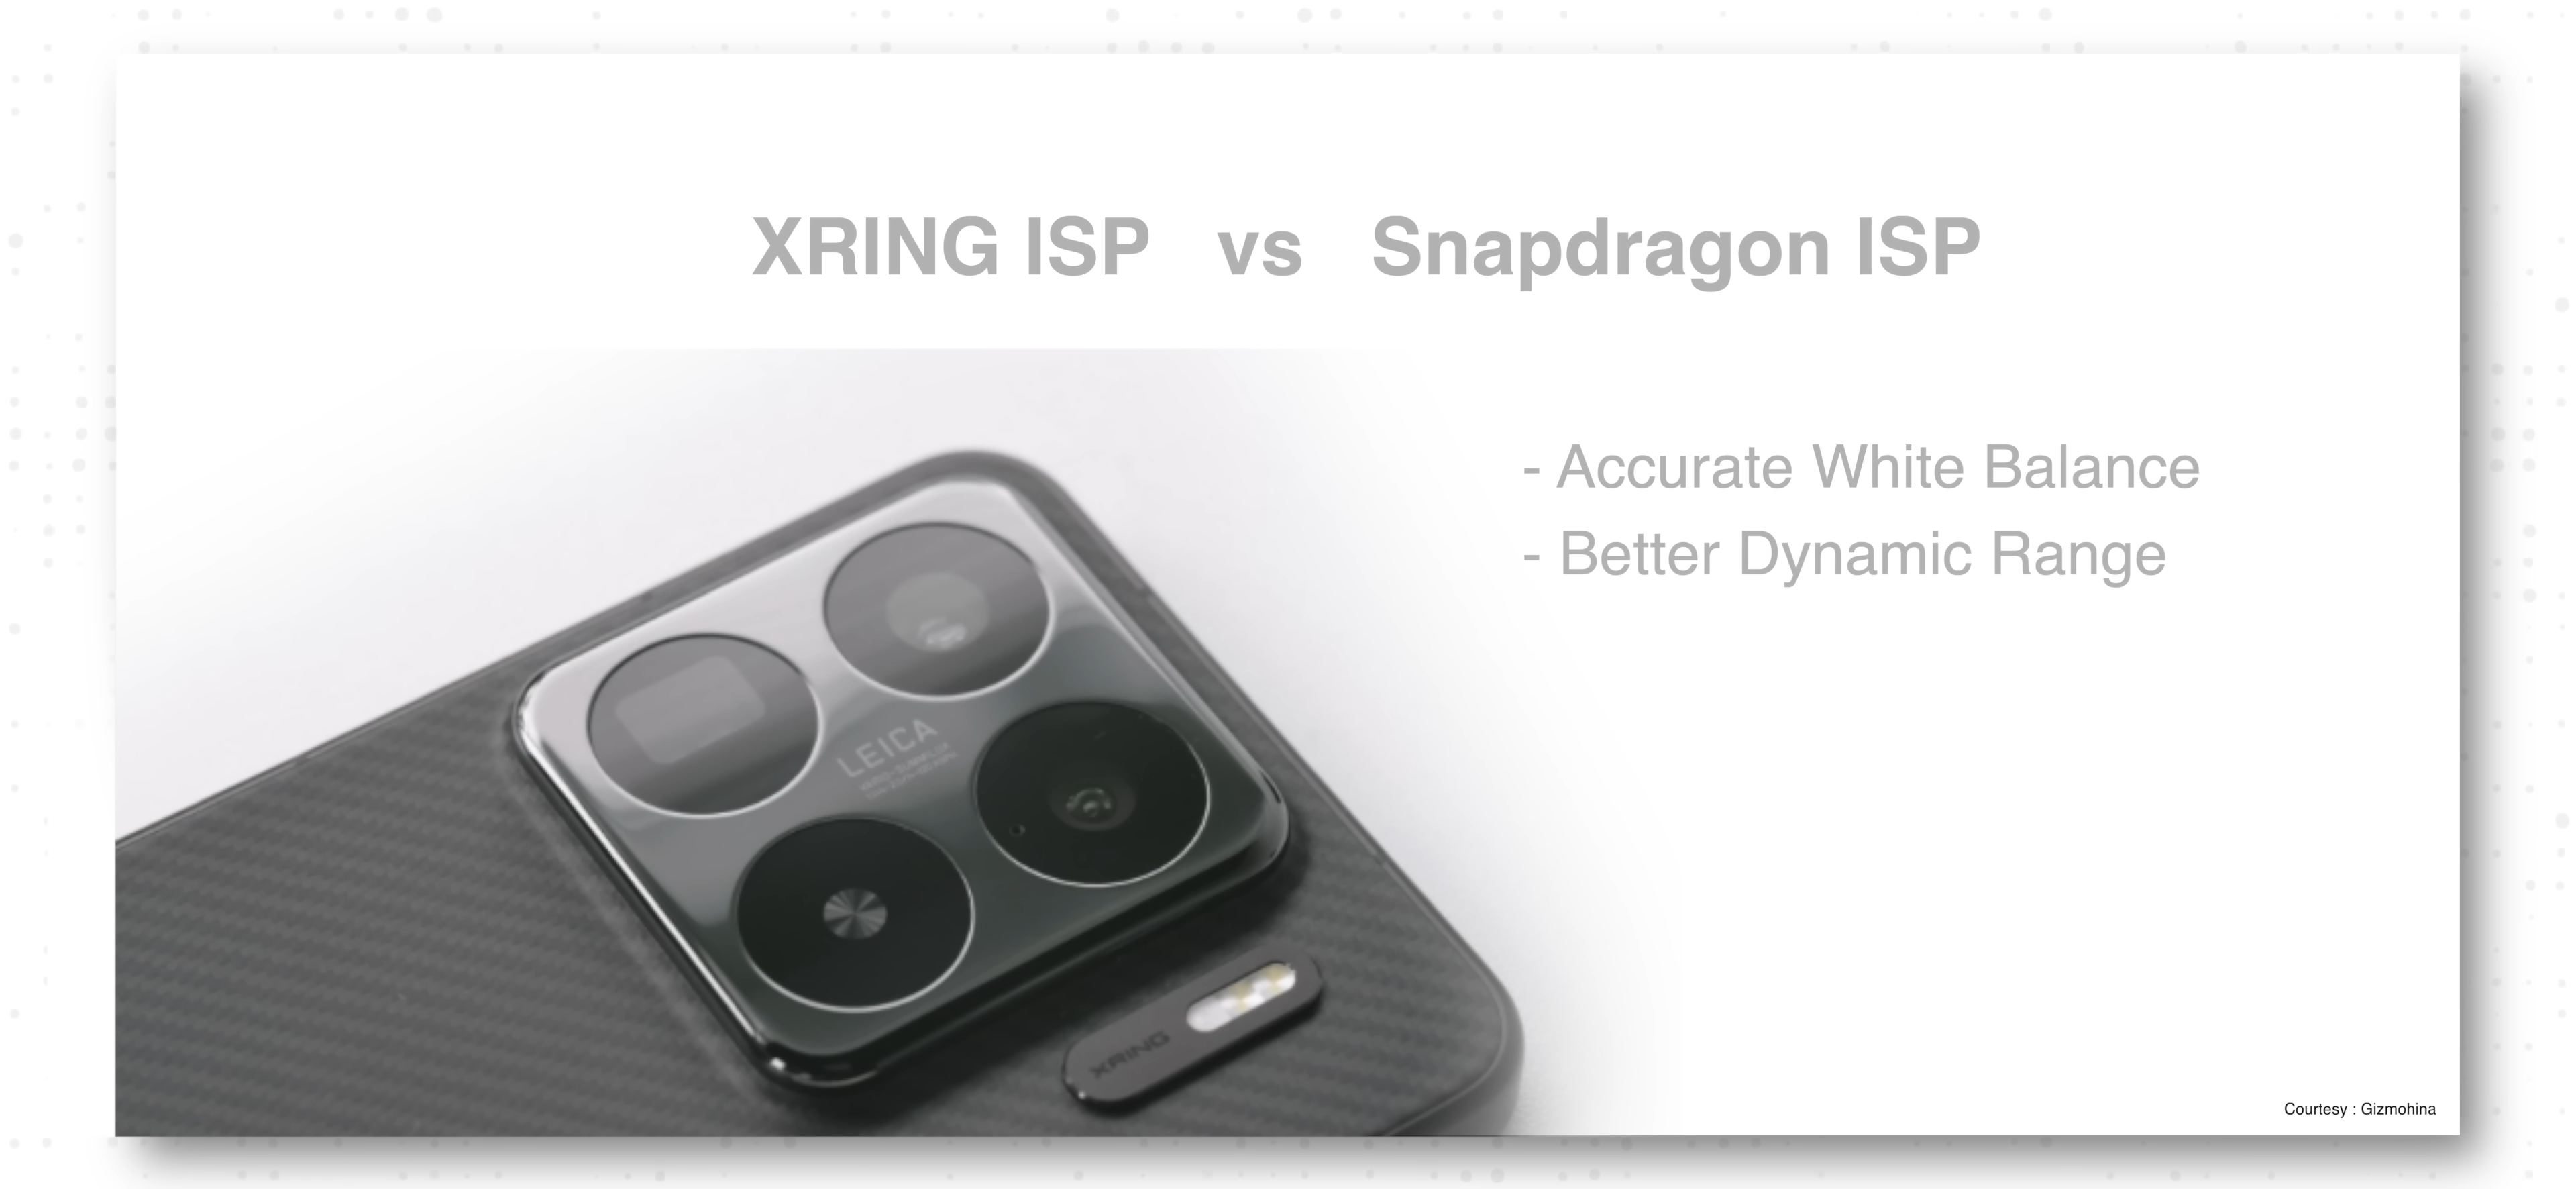 XRING ISP vs Snapdragon ISP
- Accurate White Balance
- Better Dynamic Range
LEICA
XRING
Courtesy : Gizmohina